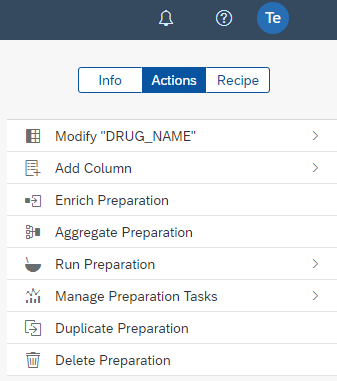 Te
Info Actions Recipe
Modify "DRUG_NAME"
Add Column
Enrich Preparation
Aggregate Preparation
Run Preparation
Manage Preparation Tasks
Duplicate Preparation
Delete Preparation